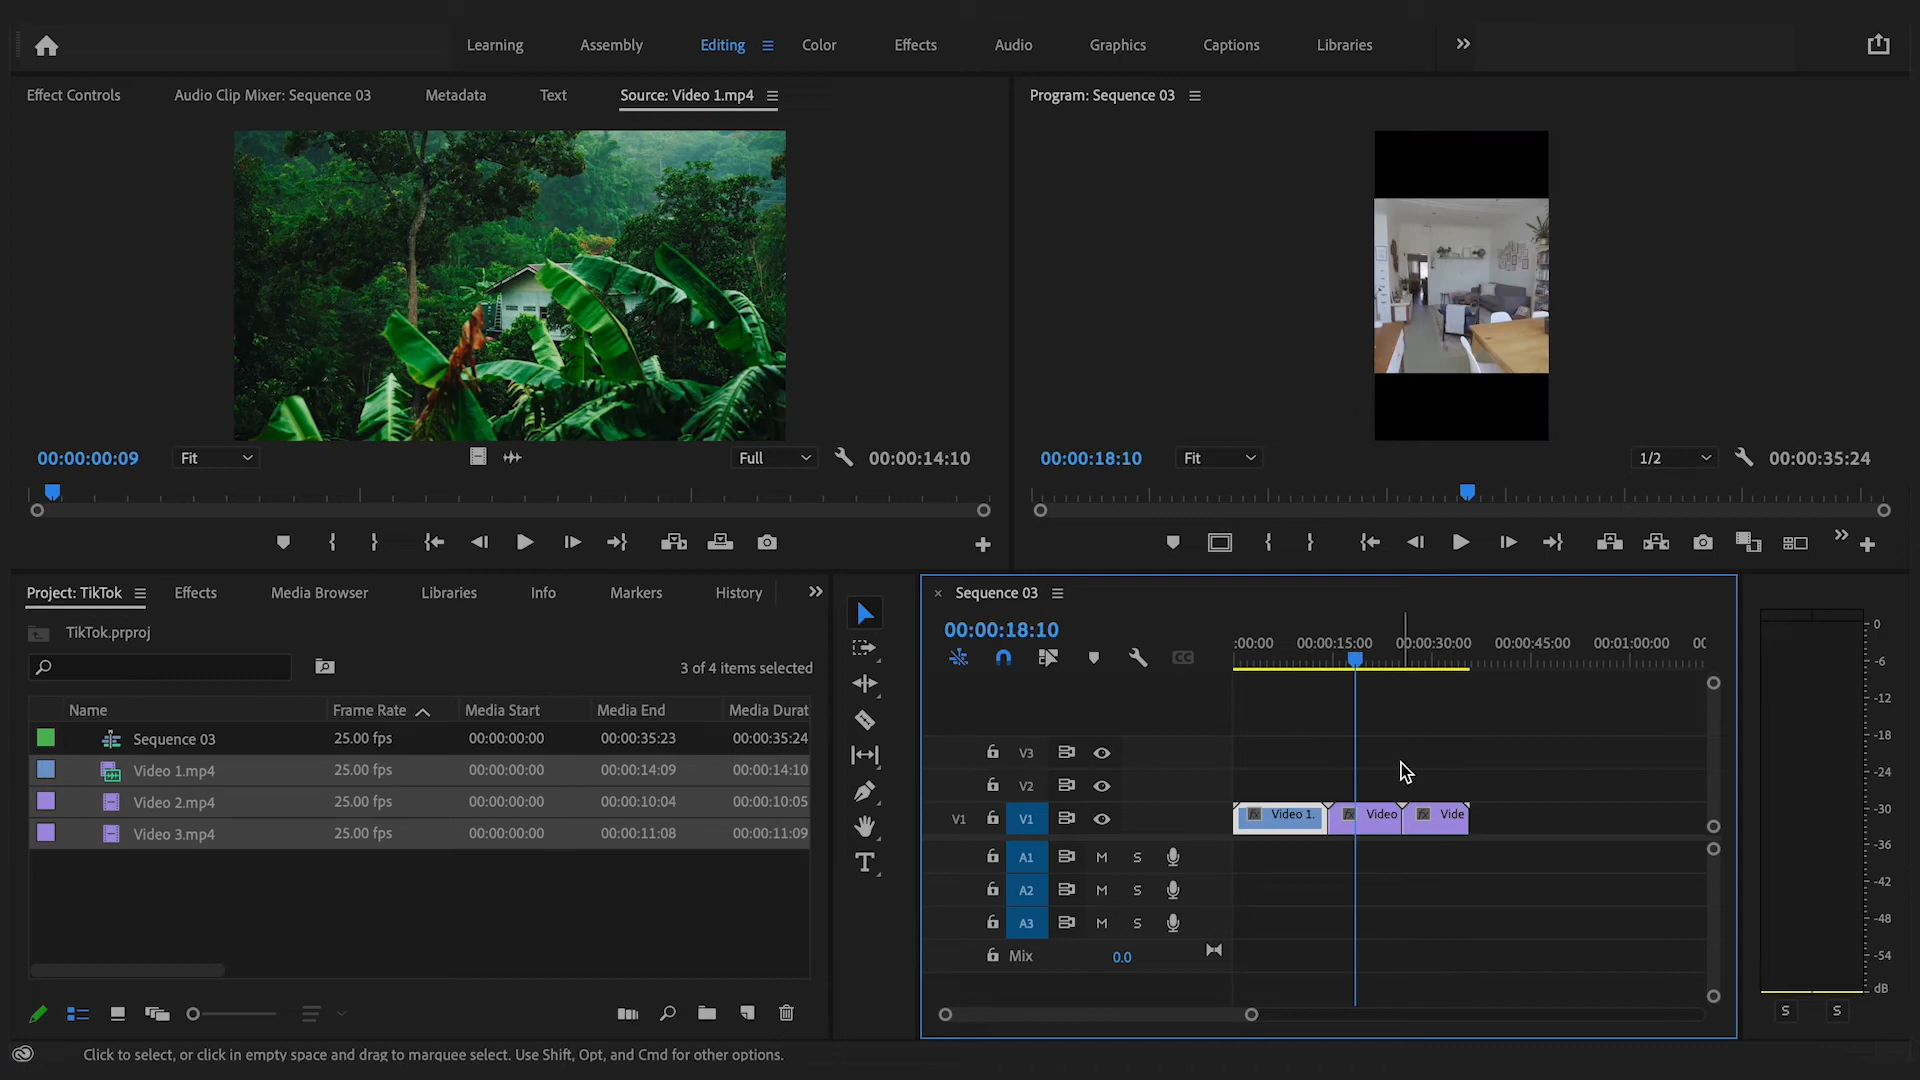 Learning Assembly Editing Color Effects Audio Graphics Captions Libraries
Effect Controls Audio Clip Mixer: Sequence 03 Metadata Text Source: Video 1.mp4
Program: Sequence 03
00:00:00:09 Fit Full 00:00:14:10
00:00:18:10 Fit 1/2 00:00:35:24
Project: TikTok Effects Media Browser Libraries Info Markers History
TikTok.prproj
3 of 4 items selected
Name Frame Rate Media Start Media End Media Durat
Sequence 03 25.00 fps 00:00:00:00 00:00:35:23 00:00:35:24
Video 1.mp4 25.00 fps 00:00:00:00 00:00:14:09 00:00:14:10
Video 2.mp4 25.00 fps 00:00:00:00 00:00:10:04 00:00:10:05
Video 3.mp4 25.00 fps 00:00:00:00 00:00:11:08 00:00:11:09
T
Sequence 03
00:00:18:10
:00:00 00:00:15:00 00:00:30:00 00:00:45:00 00:01:00:00 00
CC
V3
V2
V1 V1 Video 1. Video Vide
A1 M S
A2 M S
A3 M S
Mix 0.0
0
-6
-12
-18
-24
-30
-36
-42
-48
-54
dB
S S
Click to select, or click in empty space and drag to marquee select. Use Shift, Opt, and Cmd for other options.